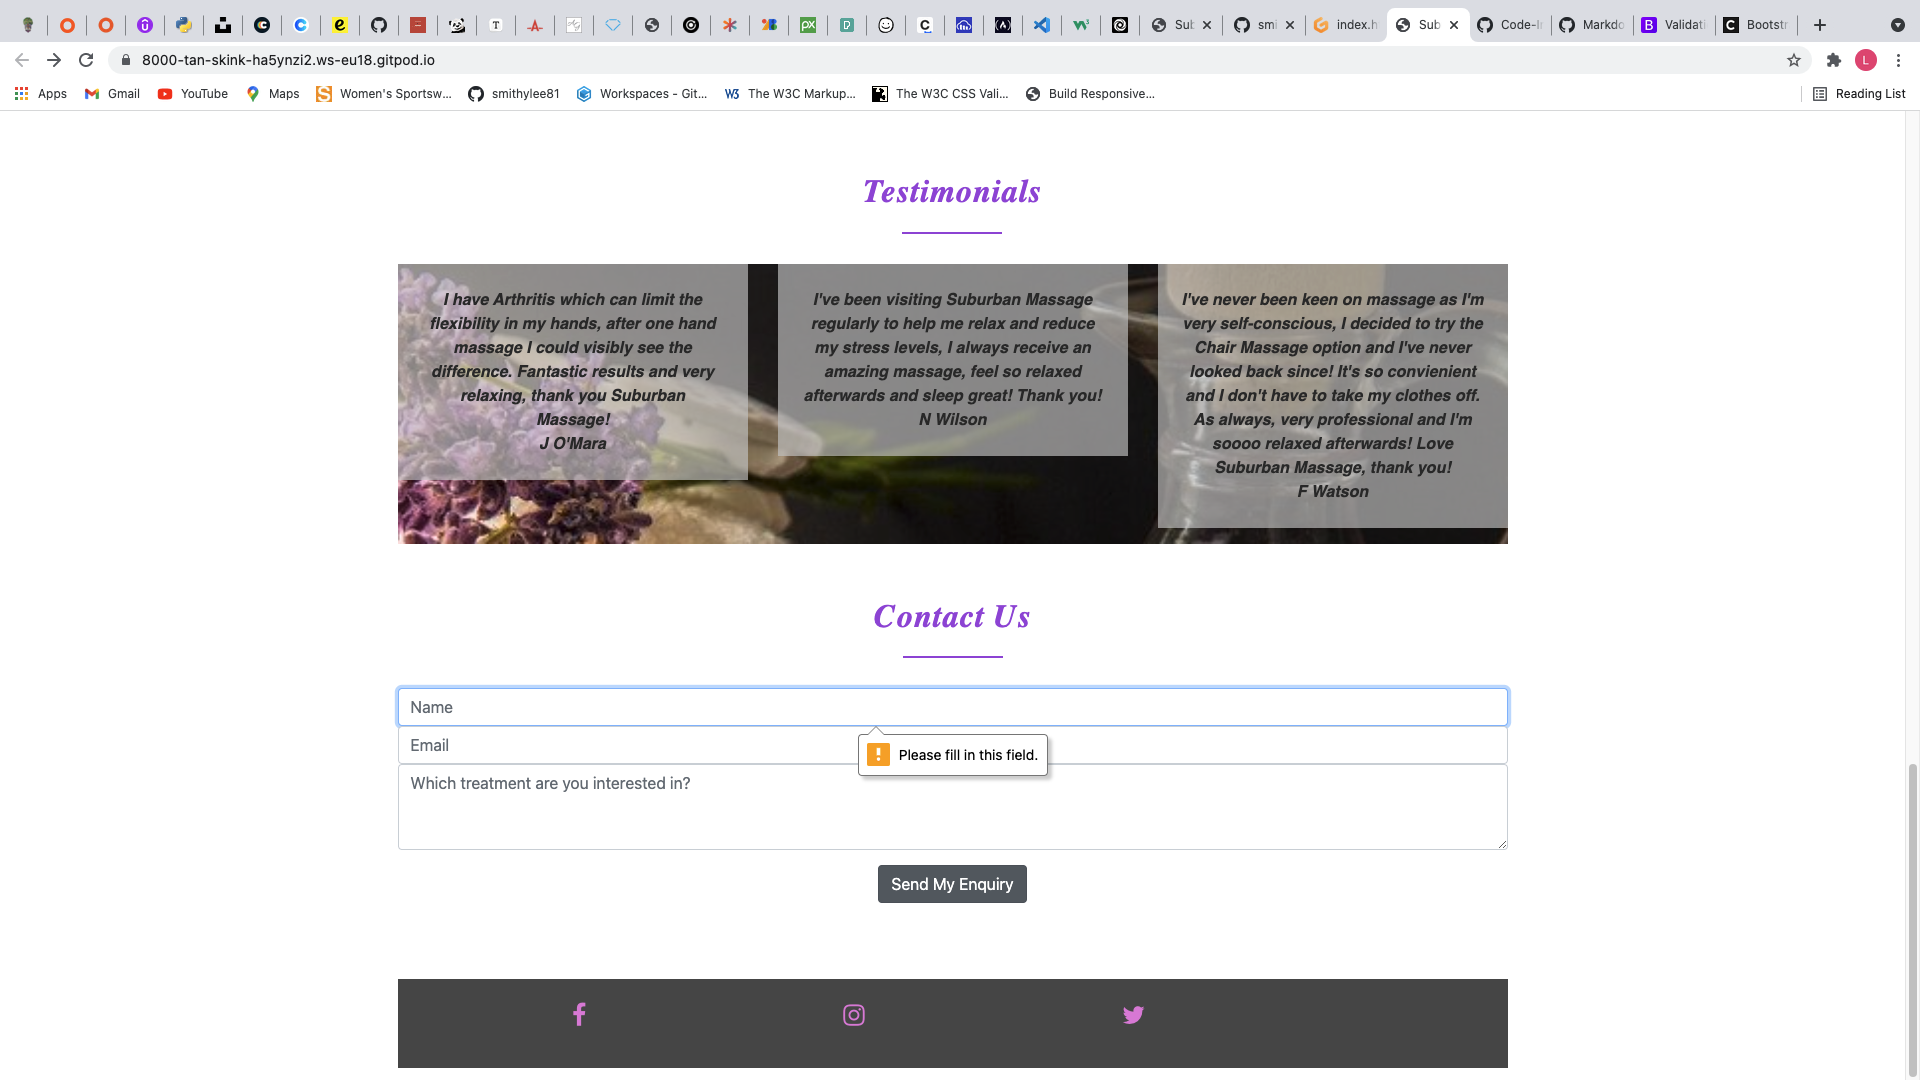 Sub
smi
index.h
Sub
Code-I
Markdo
Validati
Bootstr
8000-tan-skink-ha5ynzi2.ws-eu18.gitpod.io
L
Apps
Gmail
YouTube
Maps
Women's Sportsw...
smithylee81
Workspaces - Git...
The W3C Markup...
The W3C CSS Vali...
Build Responsive...
Reading List
Testimonials
I have Arthritis which can limit the
flexibility in my hands, after one hand
massage I could visibly see the
difference. Fantastic results and very
relaxing, thank you Suburban
Massage!
J O'Mara
I've been visiting Suburban Massage
regularly to help me relax and reduce
my stress levels, I always receive an
amazing massage, feel so relaxed
afterwards and sleep great! Thank you!
N Wilson
I've never been keen on massage as I'm
very self-conscious, I decided to try the
Chair Massage option and I've never
looked back since! It's so convienient
and I don't have to take my clothes off.
As always, very professional and I'm
soooo relaxed afterwards! Love
Suburban Massage, thank you!
F Watson
Contact Us
Name
Email
Please fill in this field.
Which treatment are you interested in?
Send My Enquiry